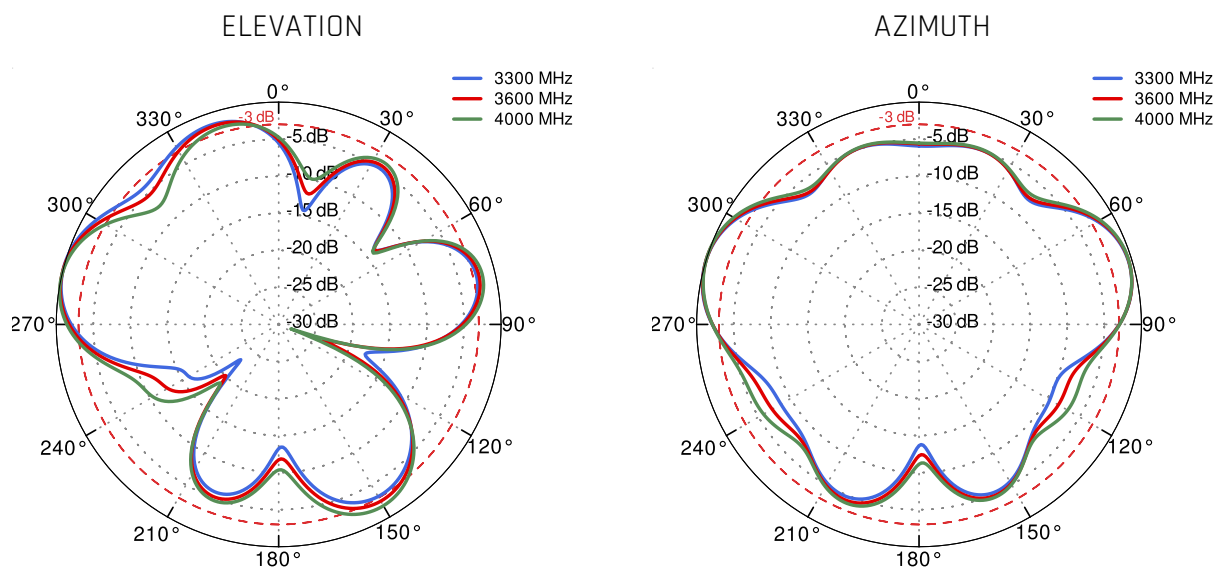 ELEVATION
3300 MHz
3600 MHz
4000 MHz
0°
30°
60°
90°
120°
150°
180°
210°
240°
270°
300°
330°
-3 dB
-5 dB
-10 dB
-15 dB
-20 dB
-25 dB
-30 dB
AZIMUTH
3300 MHz
3600 MHz
4000 MHz
0°
30°
60°
90°
120°
150°
180°
210°
240°
270°
300°
330°
-3 dB
-5 dB
-10 dB
-15 dB
-20 dB
-25 dB
-30 dB